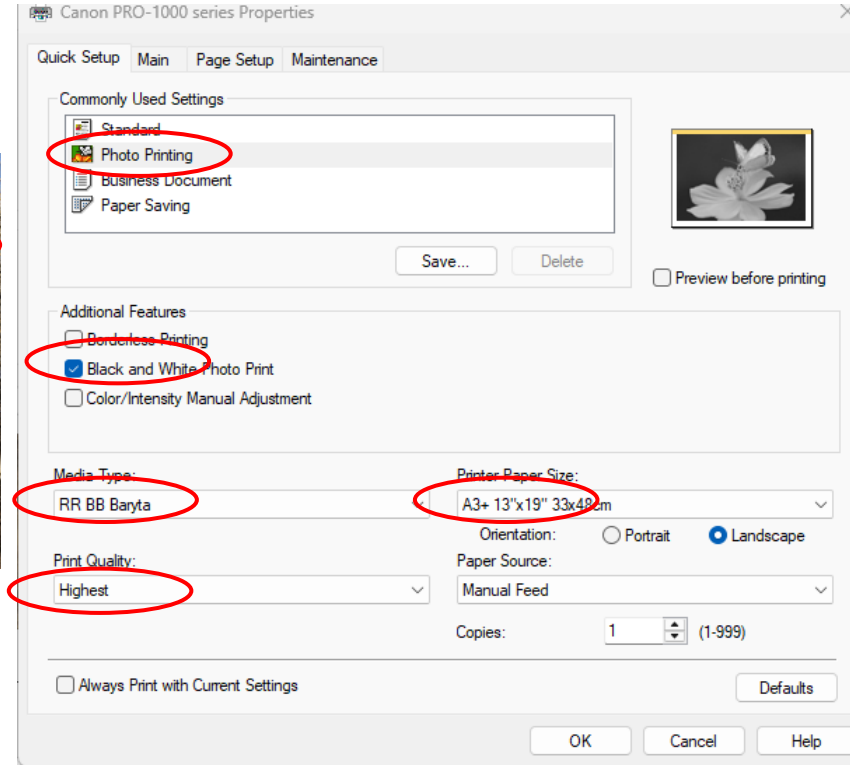 Canon PRO-1000 series Properties
Quick Setup Main Page Setup Maintenance
Commonly Used Settings
Standard
Photo Printing
Business Document
Paper Saving
Save... Delete
Preview before printing
Additional Features
Borderless Printing
Black and White Photo Print
Color/Intensity Manual Adjustment
Media Type: Printer Paper Size:
RR BB Baryta A3+ 13"x19" 33x48cm
Orientation: Portrait Landscape
Print Quality: Paper Source:
Highest Manual Feed
Copies: 1 (1-999)
Always Print with Current Settings Defaults
OK Cancel Help